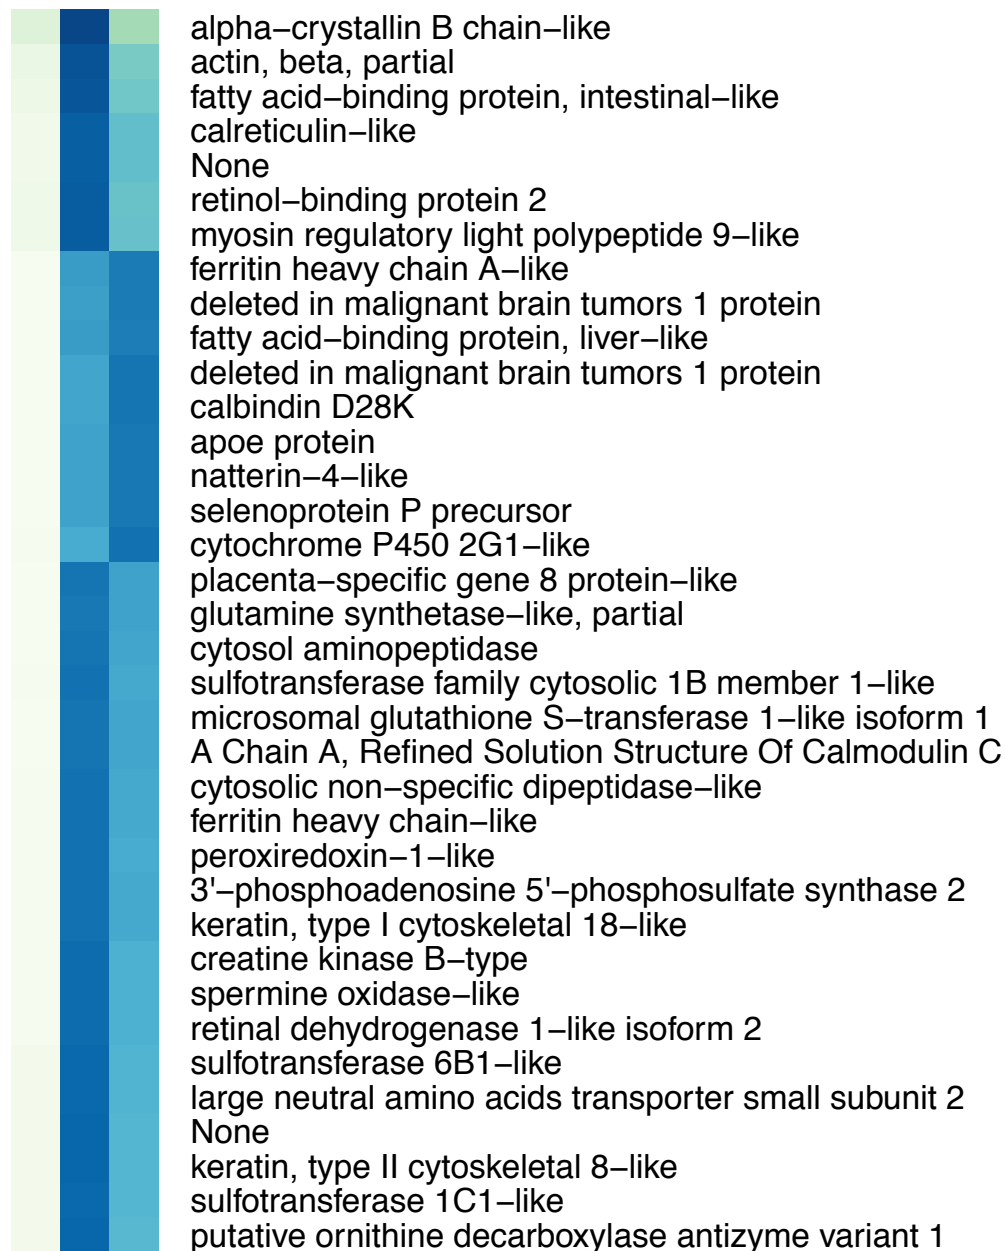 alpha−crystallin B chain−like
actin, beta, partial
fatty acid−binding protein, intestinal−like
calreticulin−like
None
retinol−binding protein 2
myosin regulatory light polypeptide 9−like
ferritin heavy chain A−like
deleted in malignant brain tumors 1 protein
fatty acid−binding protein, liver−like
deleted in malignant brain tumors 1 protein
calbindin D28K
apoe protein
natterin−4−like
selenoprotein P precursor
cytochrome P450 2G1−like
placenta−specific gene 8 protein−like
glutamine synthetase−like, partial
cytosol aminopeptidase
sulfotransferase family cytosolic 1B member 1−like
microsomal glutathione S−transferase 1−like isoform 1
A Chain A, Refined Solution Structure Of Calmodulin C
cytosolic non−specific dipeptidase−like
ferritin heavy chain−like
peroxiredoxin−1−like
3'−phosphoadenosine 5'−phosphosulfate synthase 2
keratin, type I cytoskeletal 18−like
creatine kinase B−type
spermine oxidase−like
retinal dehydrogenase 1−like isoform 2
sulfotransferase 6B1−like
large neutral amino acids transporter small subunit 2
None
keratin, type II cytoskeletal 8−like
sulfotransferase 1C1−like
putative ornithine decarboxylase antizyme variant 1